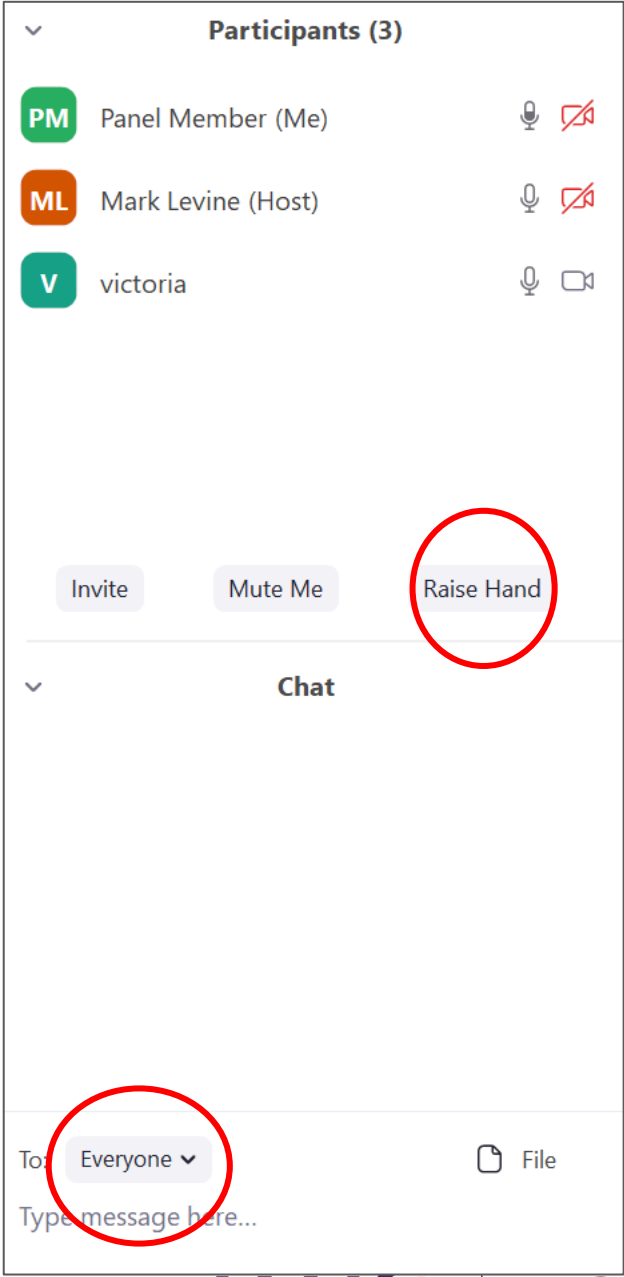 Participants (3)
PM Panel Member (Me)
ML Mark Levine (Host)
V victoria
Invite Mute Me Raise Hand
Chat
To: Everyone File
Type message here...